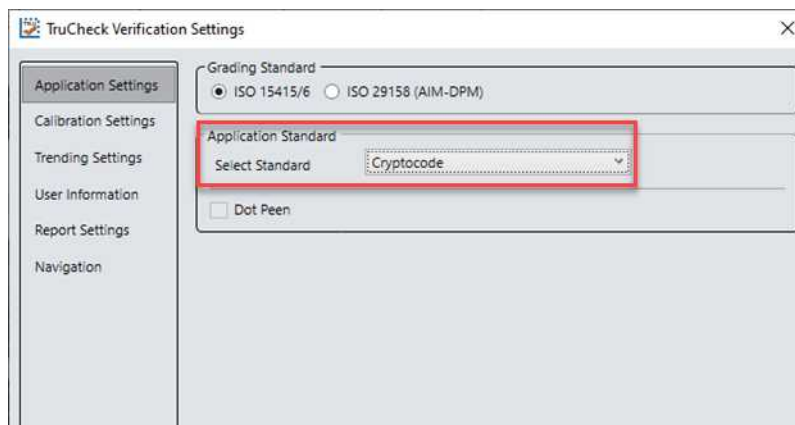 TruCheck Verification Settings
Application Settings
Calibration Settings
Trending Settings
User Information
Report Settings
Navigation
Grading Standard
ISO 15415/6 ISO 29158 (AIM-DPM)
Application Standard
Select Standard Cryptocode
Dot Peen